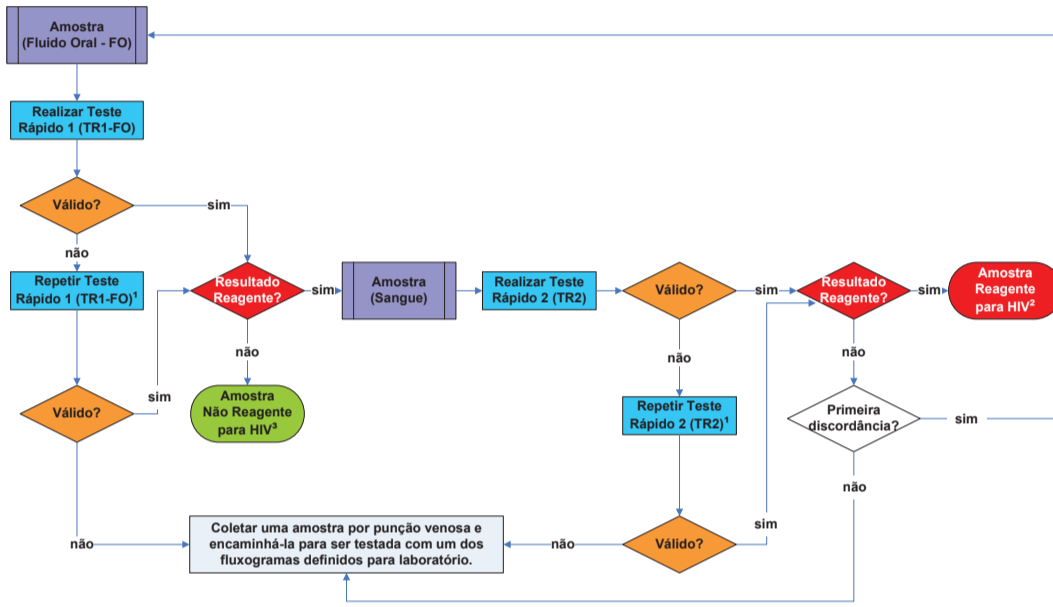 Amostra
(Fluido Oral - FO)
Realizar Teste
Rápido 1 (TR1-FO)
Válido?
sim
não
Repetir Teste
Rápido 1 (TR1-FO)¹
Válido?
sim
não
Resultado
Reagente?
sim
não
Amostra
Não Reagente
para HIV³
Amostra
(Sangue)
Realizar Teste
Rápido 2 (TR2)
Válido?
sim
não
Repetir Teste
Rápido 2 (TR2)¹
Válido?
sim
não
Resultado
Reagente?
sim
não
Amostra
Reagente
para HIV²
Primeira
discordância?
sim
não
Coletar uma amostra por punção venosa e
encaminhá-la para ser testada com um dos
fluxogramas definidos para laboratório.